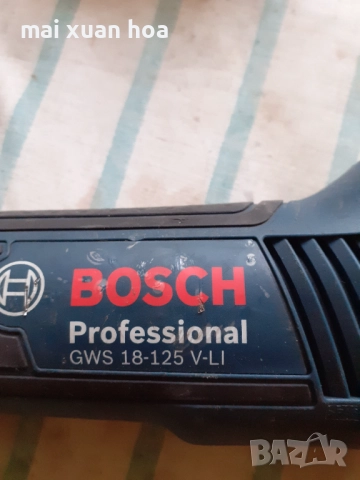 mai xuan hoa
BOSCH
Professional
GWS 18-125 V-LI
BAZAR